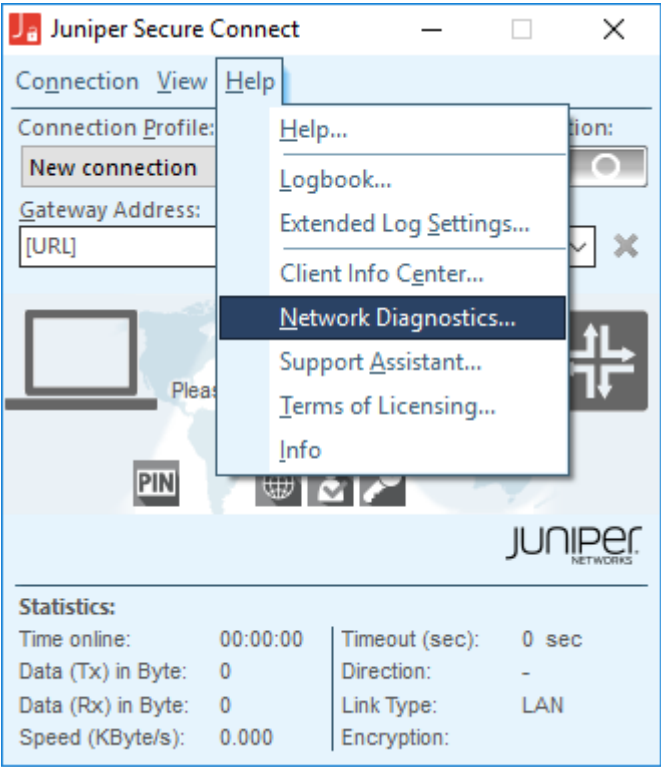 Juniper Secure Connect
Connection View Help
Connection Profile:
New connection
Gateway Address:
[URL]
Help...
Logbook...
Extended Log Settings...
Client Info Center...
Network Diagnostics...
Support Assistant...
Terms of Licensing...
Info
PIN
JUNIPER
NETWORKS
Statistics:
Time online: 00:00:00 Timeout (sec): 0 sec
Data (Tx) in Byte: 0 Direction: -
Data (Rx) in Byte: 0 Link Type: LAN
Speed (KByte/s): 0.000 Encryption: